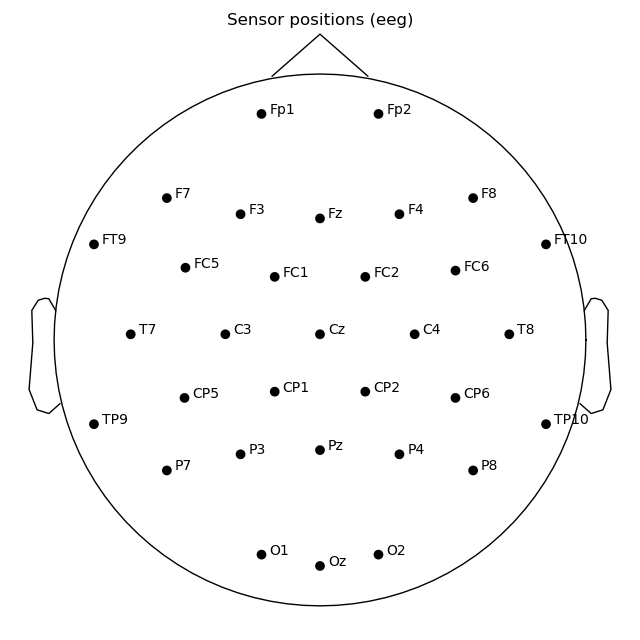 Sensor positions (eeg)
Fp1 Fp2
F7 F8
F3 Fz F4
FT9 FT10
FC5 FC6
FC1 FC2
T7 C3 Cz C4 T8
CP5 CP1 CP2 CP6
TP9 TP10
P3 Pz P4
P7 P8
O1 O2
Oz